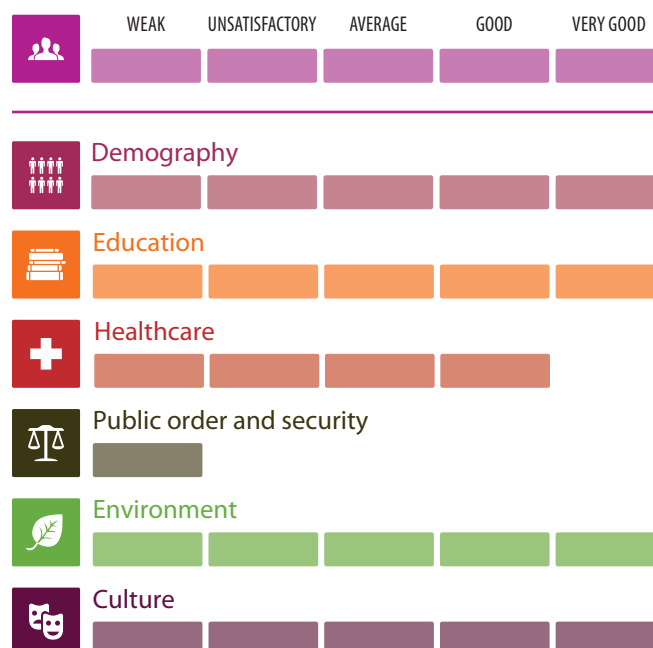 WEAK UNSATISFACTORY AVERAGE GOOD VERY GOOD
Demography
Education
Healthcare
Public order and security
Environment
Culture